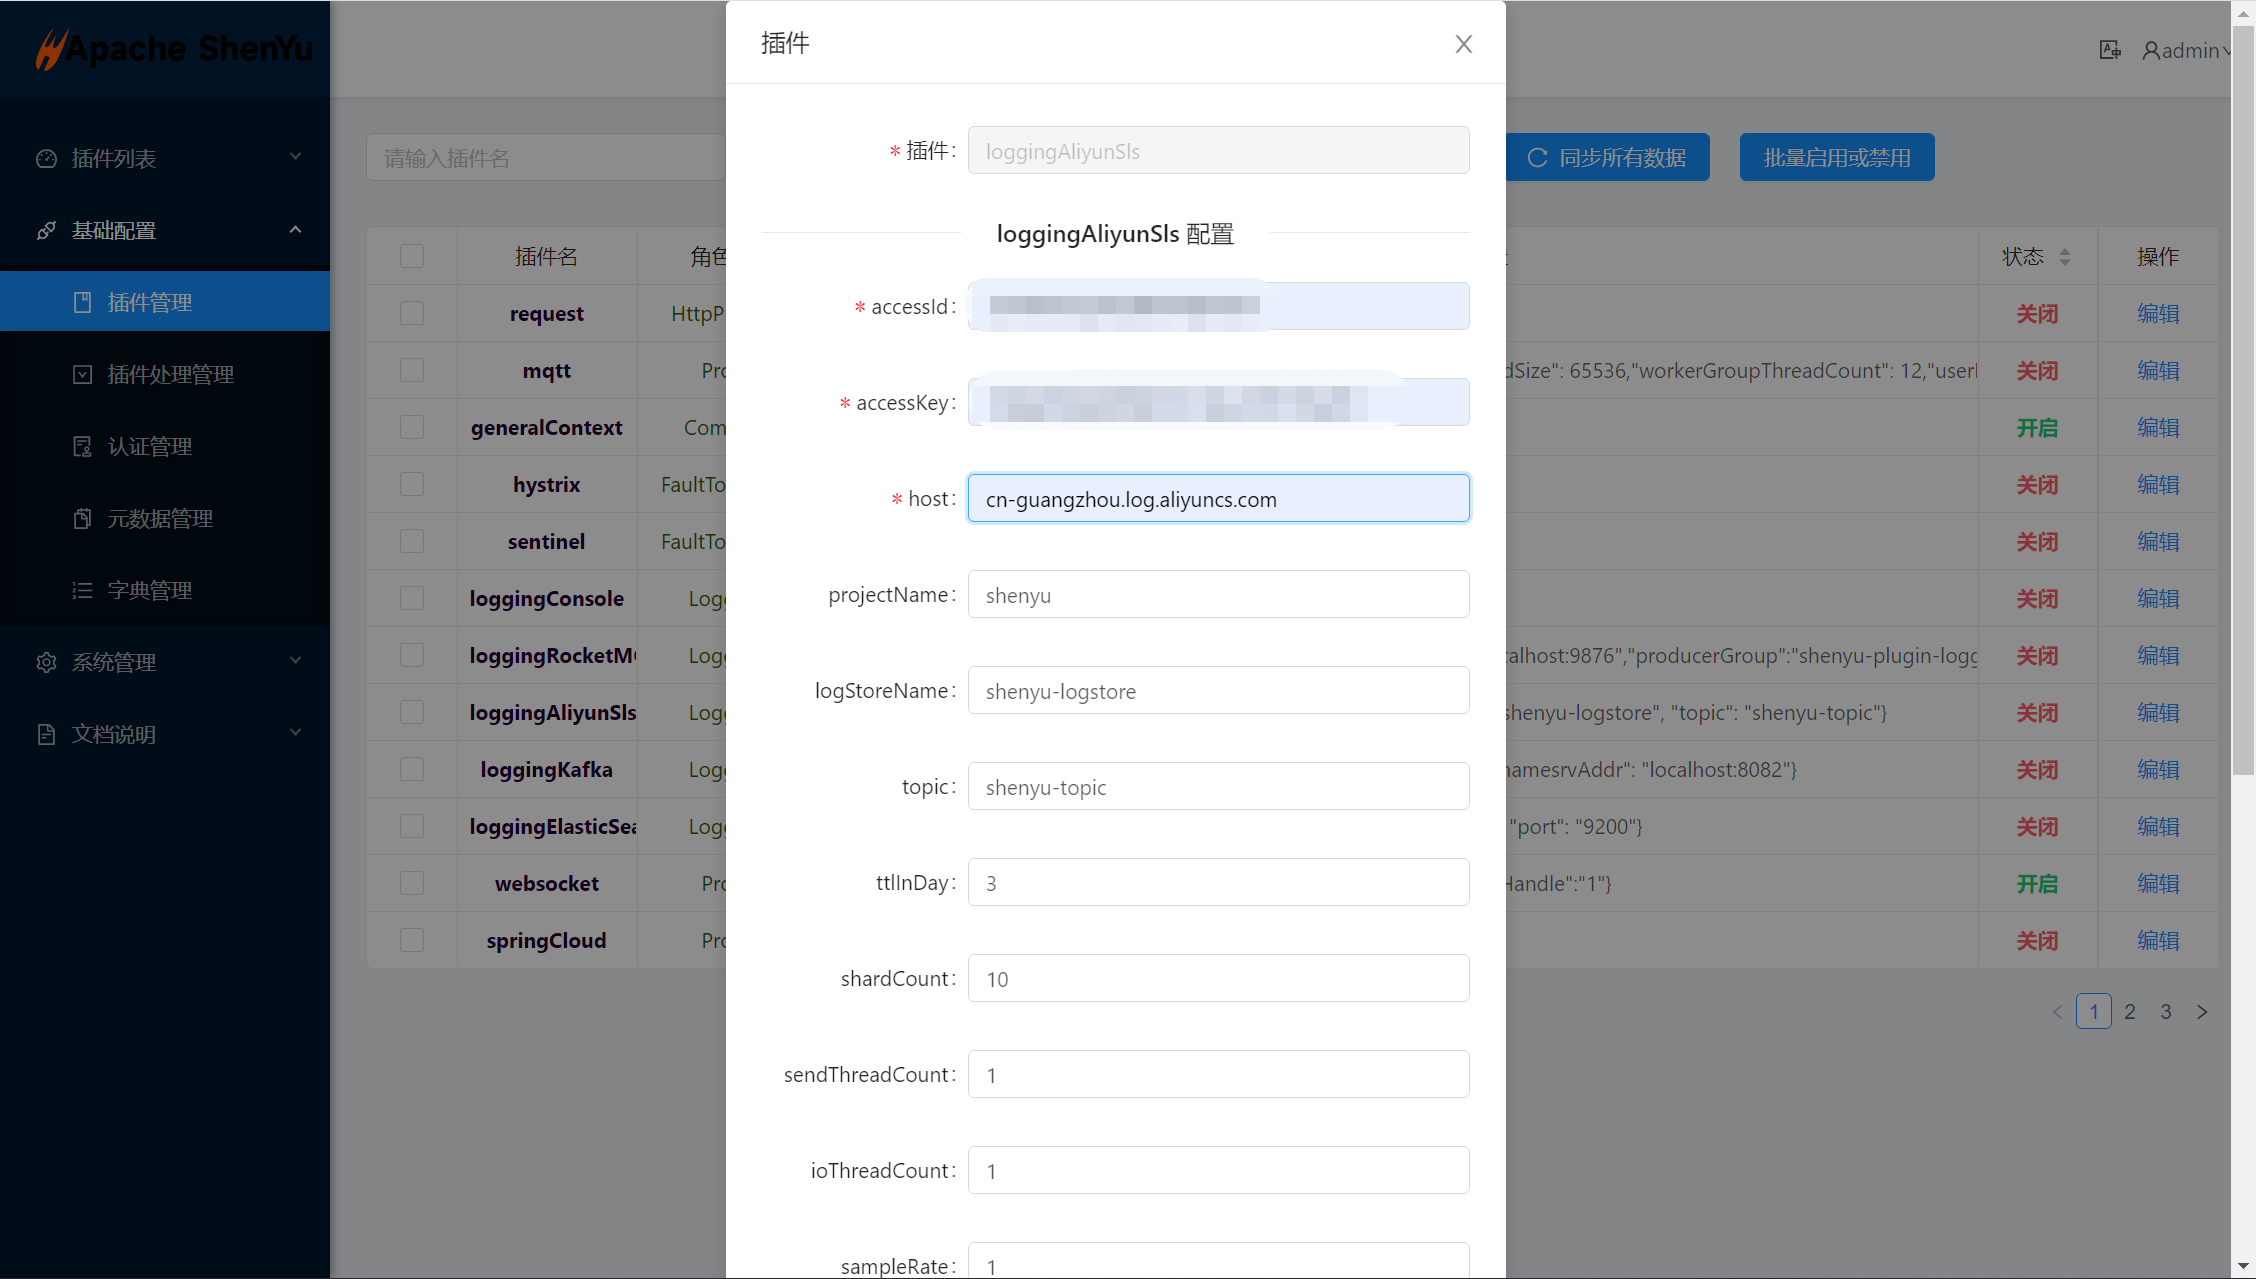 Apache ShenYu
admin
插件列表
基础配置
插件管理
插件处理管理
认证管理
元数据管理
字典管理
系统管理
文档说明
请输入插件名
同步所有数据
批量启用或禁用
插件名
角色
状态
操作
request
HttpP
关闭
编辑
mqtt
Pro
dSize": 65536,"workerGroupThreadCount": 12,"userI
关闭
编辑
generalContext
Com
开启
编辑
hystrix
FaultTo
关闭
编辑
sentinel
FaultTo
关闭
编辑
loggingConsole
Logg
关闭
编辑
loggingRocketM
Logg
calhost:9876","producerGroup":"shenyu-plugin-logg
关闭
编辑
loggingAliyunSls
Logg
shenyu-logstore", "topic": "shenyu-topic"}
关闭
编辑
loggingKafka
Logg
namesrvAddr": "localhost:8082"}
关闭
编辑
loggingElasticSea
Logg
"port": "9200"}
关闭
编辑
websocket
Pro
Handle":"1"}
开启
编辑
springCloud
Pro
关闭
编辑
1
2
3
插件
* 插件:
loggingAliyunSls
loggingAliyunSls 配置
* accessId:
* accessKey:
* host:
cn-guangzhou.log.aliyuncs.com
projectName:
shenyu
logStoreName:
shenyu-logstore
topic:
shenyu-topic
ttlInDay:
3
shardCount:
10
sendThreadCount:
1
ioThreadCount:
1
sampleRate:
1